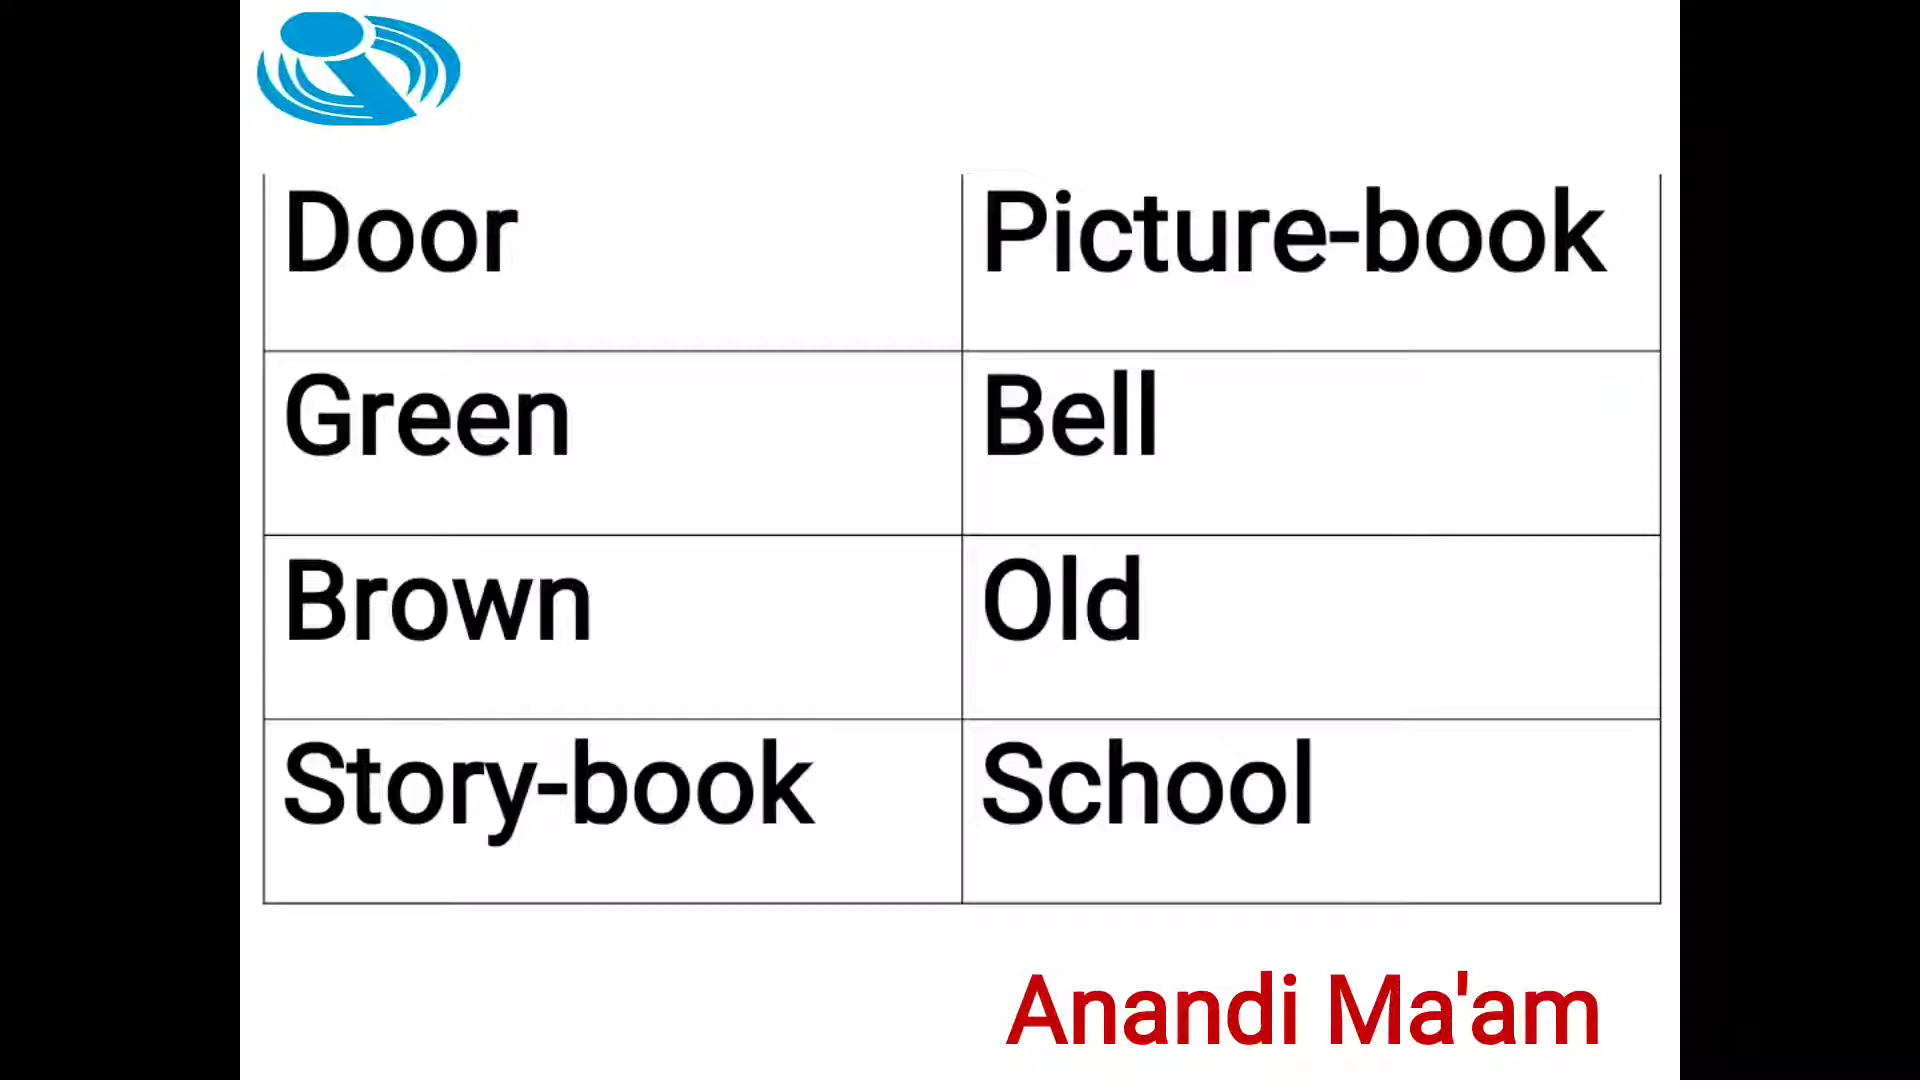 Door Picture-book
Green Bell
Brown Old
Story-book School
Anandi Ma'am